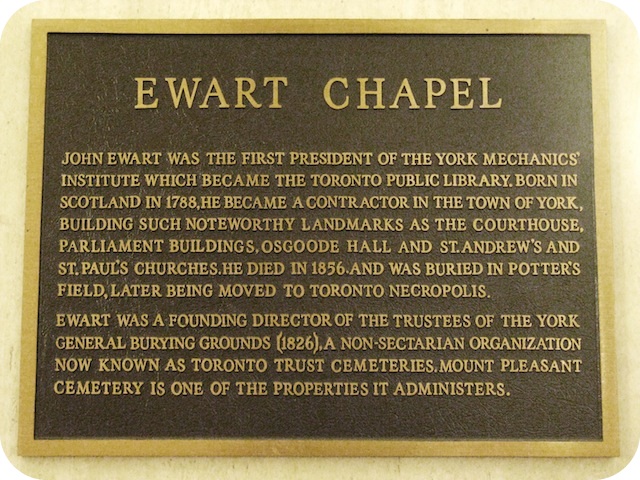 EWART CHAPEL
JOHN EWART WAS THE FIRST PRESIDENT OF THE YORK MECHANICS'
INSTITUTE WHICH BECAME THE TORONTO PUBLIC LIBRARY. BORN IN
SCOTLAND IN 1788, HE BECAME A CONTRACTOR IN THE TOWN OF YORK,
BUILDING SUCH NOTEWORTHY LANDMARKS AS THE COURTHOUSE,
PARLIAMENT BUILDINGS, OSGOODE HALL AND ST. ANDREW'S AND
ST. PAUL'S CHURCHES. HE DIED IN 1856. AND WAS BURIED IN POTTER'S
FIELD, LATER BEING MOVED TO TORONTO NECROPOLIS.
EWART WAS A FOUNDING DIRECTOR OF THE TRUSTEES OF THE YORK
GENERAL BURYING GROUNDS (1826), A NON-SECTARIAN ORGANIZATION
NOW KNOWN AS TORONTO TRUST CEMETERIES. MOUNT PLEASANT
CEMETERY IS ONE OF THE PROPERTIES IT ADMINISTERS.